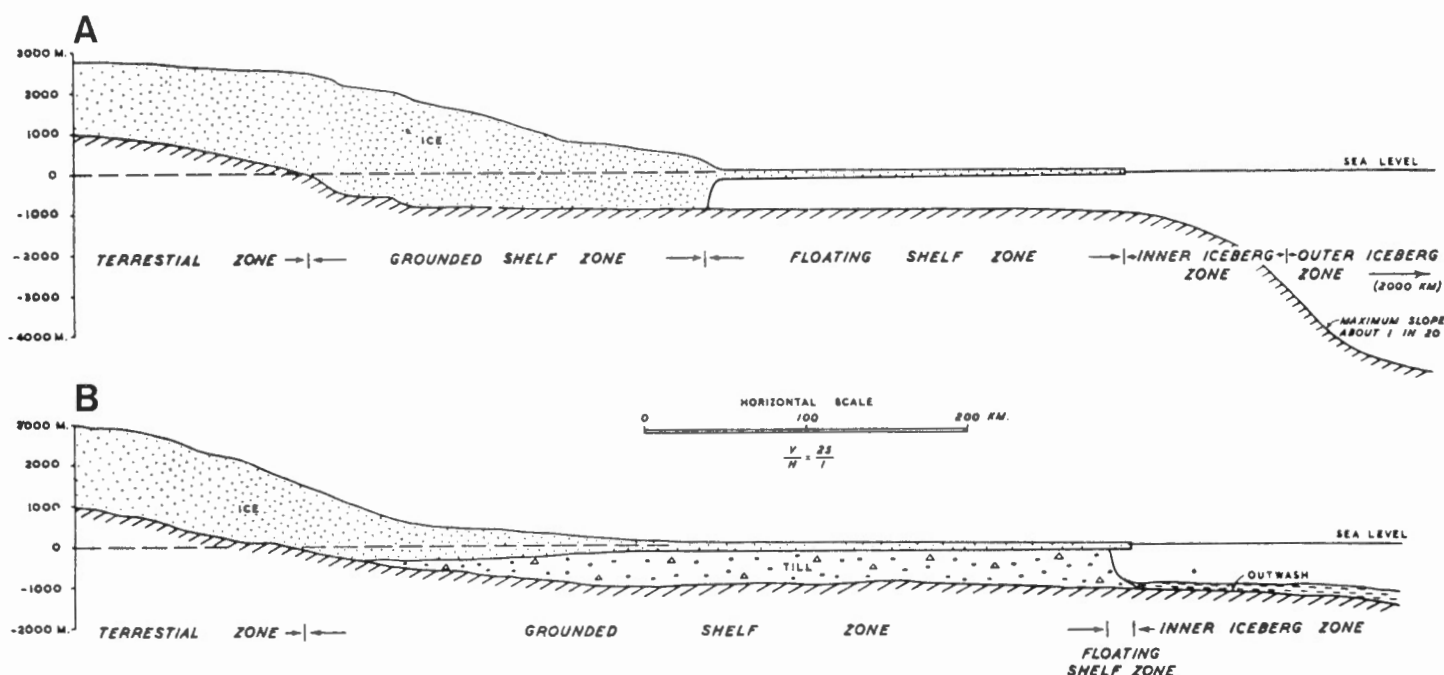 A
3000 M.
2000
1000
0
-1000
-2000
-3000
-4000 M.
ICE
SEA LEVEL
TERRESTIAL ZONE
GROUNDED SHELF ZONE
FLOATING SHELF ZONE
INNER ICEBERG
ZONE
OUTER ICEBERG
ZONE
(2000 KM)
MAXIMUM SLOPE
ABOUT 1 IN 20
B
HORIZONTAL SCALE
0 100 200 KM.
V/H = 25/1
3000 M.
2000
1000
0
-1000
-2000 M.
ICE
SEA LEVEL
TILL
OUTWASH
TERRESTIAL ZONE
GROUNDED SHELF ZONE
INNER ICEBERG ZONE
FLOATING
SHELF ZONE